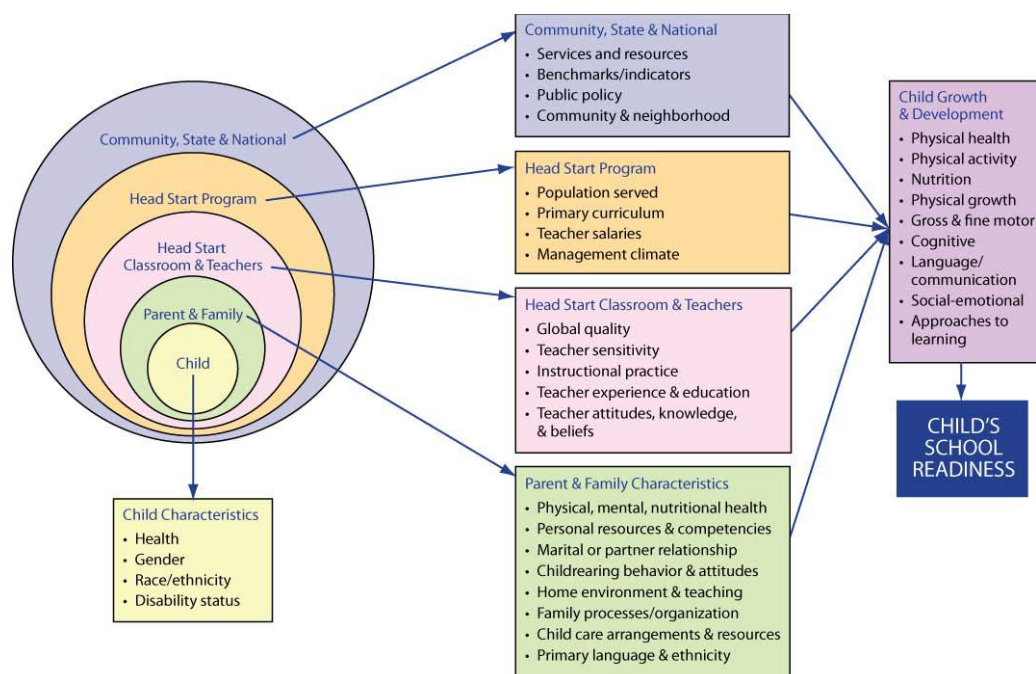 Community, State & National
Head Start Program
Head Start
Classroom & Teachers
Parent & Family
Child
Child Characteristics
• Health
• Gender
• Race/ethnicity
• Disability status
Community, State & National
• Services and resources
• Benchmarks/indicators
• Public policy
• Community & neighborhood
Head Start Program
• Population served
• Primary curriculum
• Teacher salaries
• Management climate
Head Start Classroom & Teachers
• Global quality
• Teacher sensitivity
• Instructional practice
• Teacher experience & education
• Teacher attitudes, knowledge,
& beliefs
Parent & Family Characteristics
• Physical, mental, nutritional health
• Personal resources & competencies
• Marital or partner relationship
• Childrearing behavior & attitudes
• Home environment & teaching
• Family processes/organization
• Child care arrangements & resources
• Primary language & ethnicity
Child Growth
& Development
• Physical health
• Physical activity
• Nutrition
• Physical growth
• Gross & fine motor
• Cognitive
• Language/
communication
• Social-emotional
• Approaches to
learning
CHILD'S
SCHOOL
READINESS